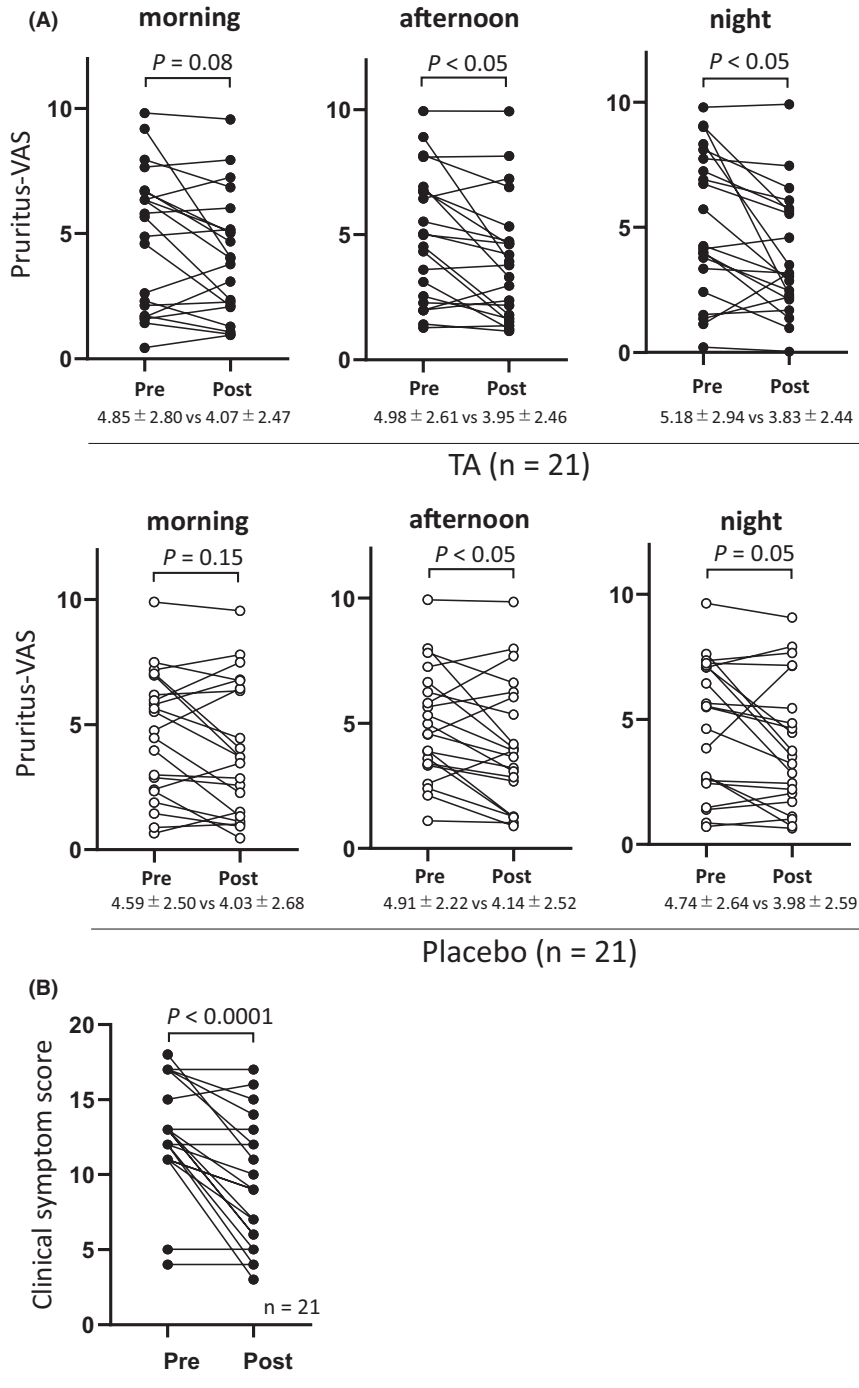 (A)
morning
afternoon
night
P = 0.08
P < 0.05
P < 0.05
Pruritus-VAS
10
5
0
10
5
0
10
5
0
Pre
Post
Pre
Post
Pre
Post
4.85 ± 2.80 vs 4.07 ± 2.47
4.98 ± 2.61 vs 3.95 ± 2.46
5.18 ± 2.94 vs 3.83 ± 2.44
TA (n = 21)
morning
afternoon
night
P = 0.15
P < 0.05
P = 0.05
Pruritus-VAS
10
5
0
10
5
0
10
5
0
Pre
Post
Pre
Post
Pre
Post
4.59 ± 2.50 vs 4.03 ± 2.68
4.91 ± 2.22 vs 4.14 ± 2.52
4.74 ± 2.64 vs 3.98 ± 2.59
Placebo (n = 21)
(B)
P < 0.0001
Clinical symptom score
20
15
10
5
0
n = 21
Pre
Post